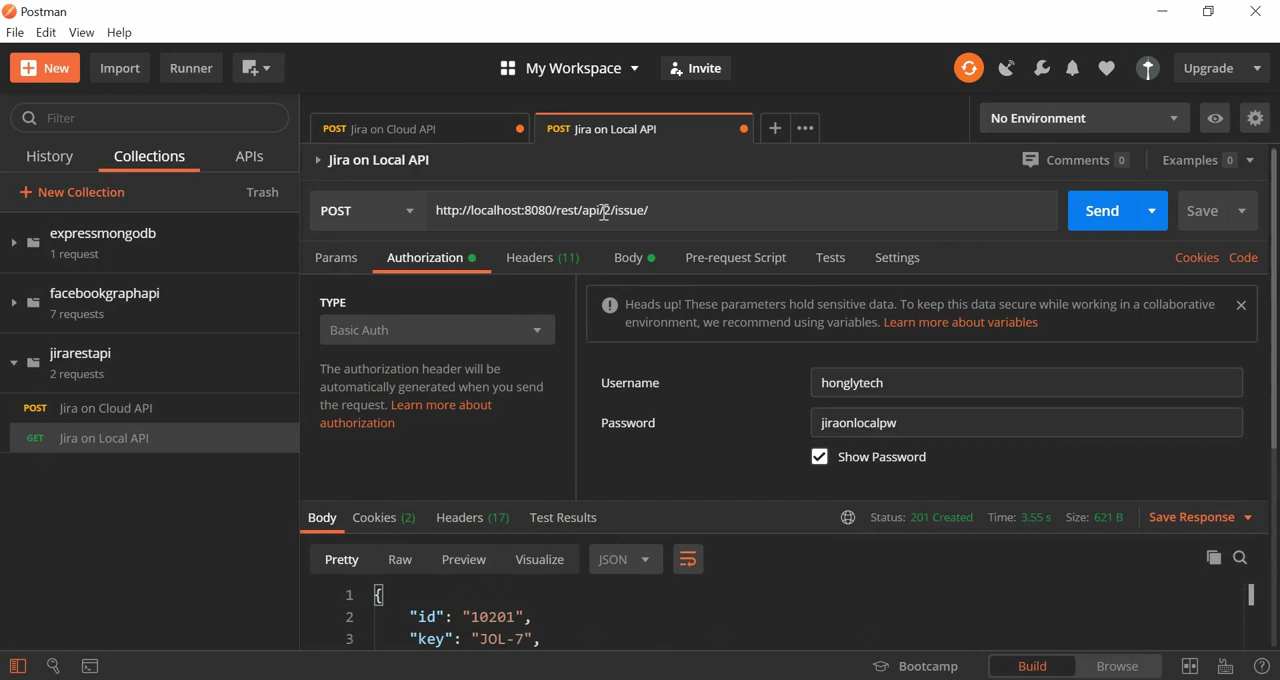 Postman
File Edit View Help
New Import Runner My Workspace Invite Upgrade
Filter
History Collections APIs
+ New Collection Trash
expressmongodb
1 request
facebookgraphapi
7 requests
jirarestapi
2 requests
POST Jira on Cloud API
GET Jira on Local API
POST Jira on Cloud API POST Jira on Local API + ••• No Environment
Jira on Local API Comments 0 Examples 0
POST http://localhost:8080/rest/api/2/issue/ Send Save
Params Authorization Headers (11) Body Pre-request Script Tests Settings Cookies Code
TYPE
Basic Auth
The authorization header will be
automatically generated when you send
the request. Learn more about
authorization
Heads up! These parameters hold sensitive data. To keep this data secure while working in a collaborative
environment, we recommend using variables. Learn more about variables
Username honglytech
Password jiraonlocalpw
Show Password
Body Cookies (2) Headers (17) Test Results Status: 201 Created Time: 3.55 s Size: 621 B Save Response
Pretty Raw Preview Visualize JSON
1 {
2 "id": "10201",
3 "key": "JOL-7",
Bootcamp Build Browse